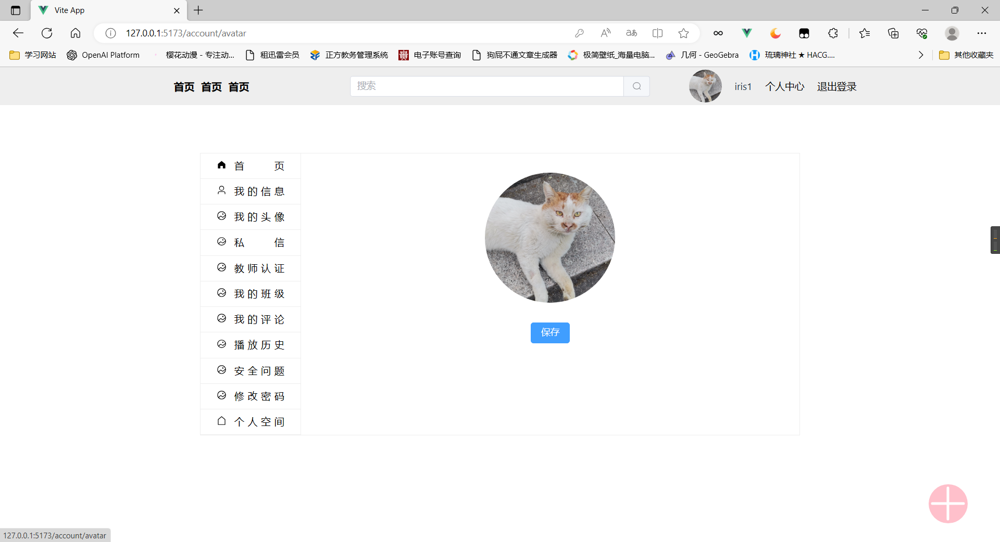 Vite App
127.0.0.1:5173/account/avatar
学习网站 OpenAI Platform 樱花动漫 - 专注动... 租迅雷会员 正方教务管理系统 电子账号查询 狗屁不通文章生成器 极简壁纸_海量电脑... 几何 - GeoGebra 琉璃神社 ★ HACG.... 其他收藏夹
首页 首页 首页 搜索 iris1 个人中心 退出登录
首 页
我的信息
我的头像
私 信
教师认证
我的班级
我的评论
播放历史
安全问题
修改密码
个人空间
保存
127.0.0.1:5173/account/avatar